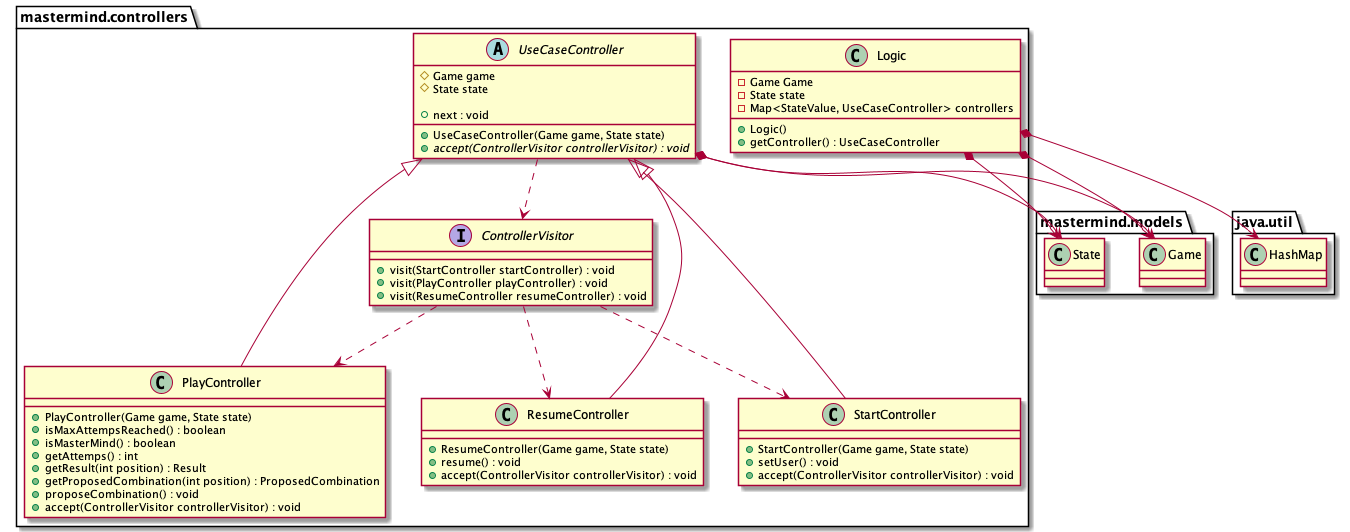 mastermind.controllers
A UseCaseController
Game game
State state
next : void
UseCaseController(Game game, State state)
accept(ControllerVisitor controllerVisitor) : void
C Logic
Game Game
State state
Map<StateValue, UseCaseController> controllers
Logic()
getController() : UseCaseController
I ControllerVisitor
visit(StartController startController) : void
visit(PlayController playController) : void
visit(ResumeController resumeController) : void
mastermind.models
C State
C Game
java.util
C HashMap
C PlayController
PlayController(Game game, State state)
isMaxAttempsReached() : boolean
isMasterMind() : boolean
getAttemps() : int
getResult(int position) : Result
getProposedCombination(int position) : ProposedCombination
proposeCombination() : void
accept(ControllerVisitor controllerVisitor) : void
C ResumeController
ResumeController(Game game, State state)
resume() : void
accept(ControllerVisitor controllerVisitor) : void
C StartController
StartController(Game game, State state)
setUser() : void
accept(ControllerVisitor controllerVisitor) : void